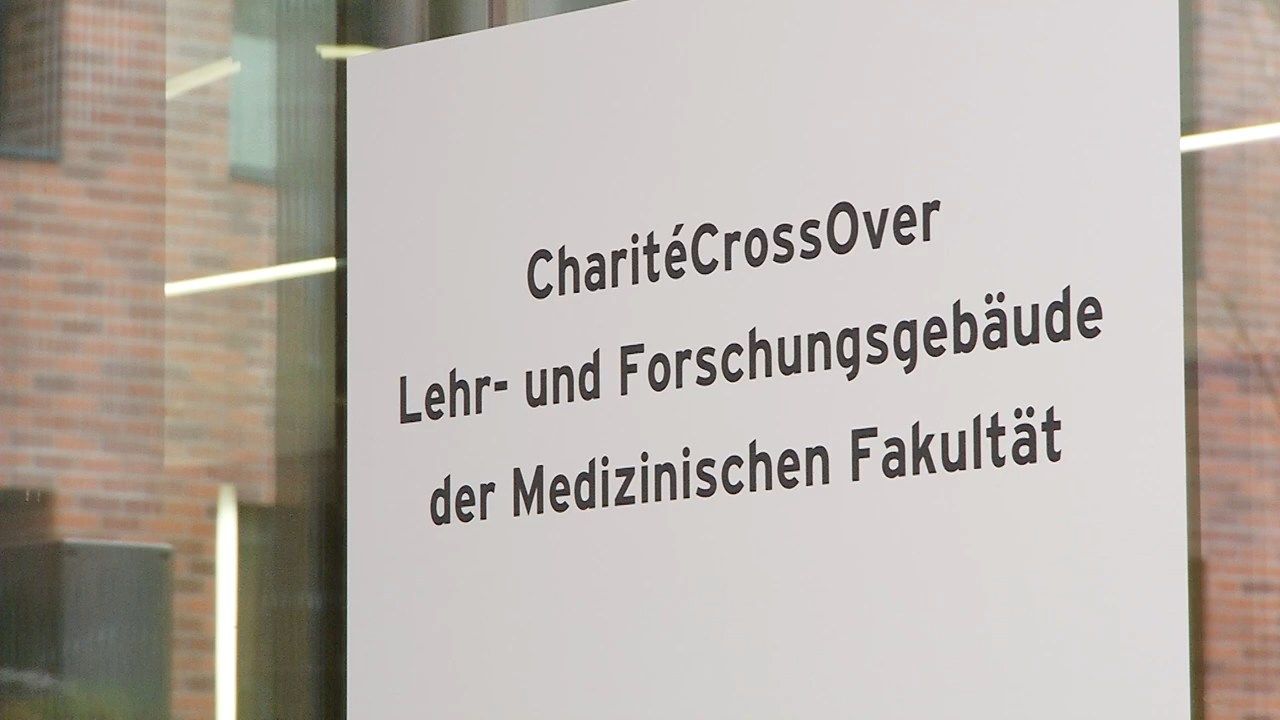 CharitéCrossOver
Lehr- und Forschungsgebäude
der Medizinischen Fakultät